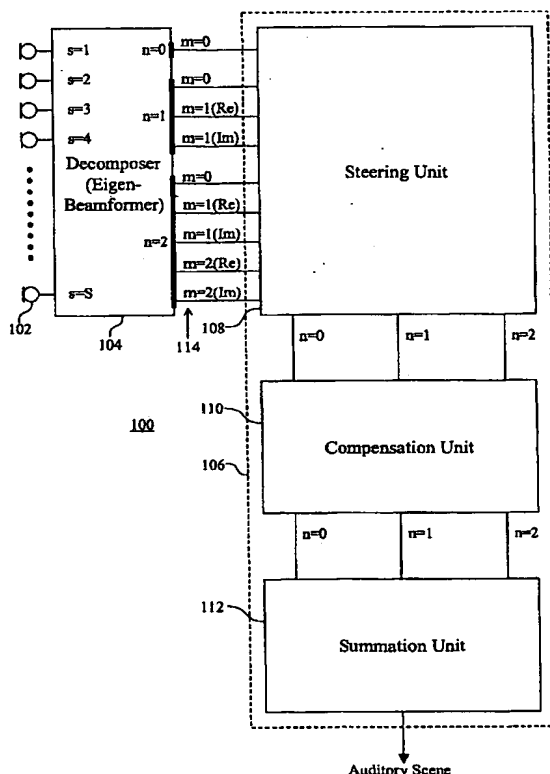 s=1
s=2
s=3
s=4
s=S
102
Decomposer
(Eigen-
Beamformer)
104
n=0
n=1
n=2
m=0
m=0
m=1(Re)
m=1(Im)
m=0
m=1(Re)
m=1(Im)
m=2(Re)
m=2(Im)
114
108
Steering Unit
n=0
n=1
n=2
100
110
106
Compensation Unit
n=0
n=1
n=2
112
Summation Unit
Auditory Scene